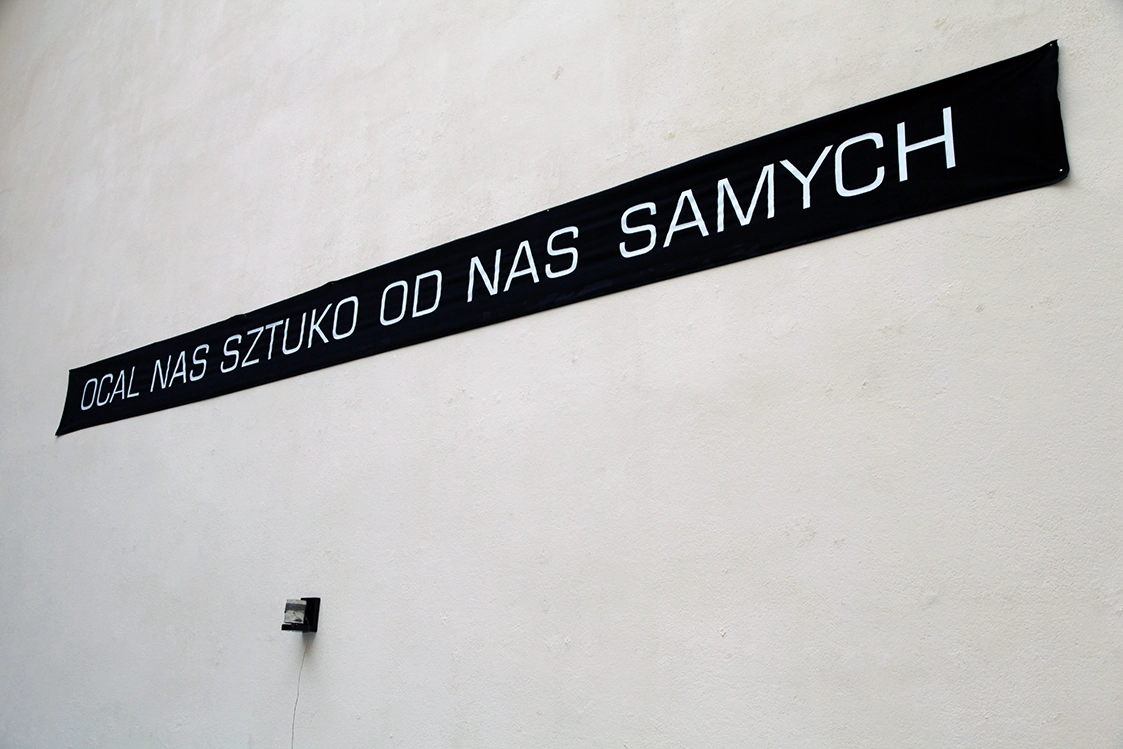 OCAL NAS SZTUKO OD NAS SAMYCH